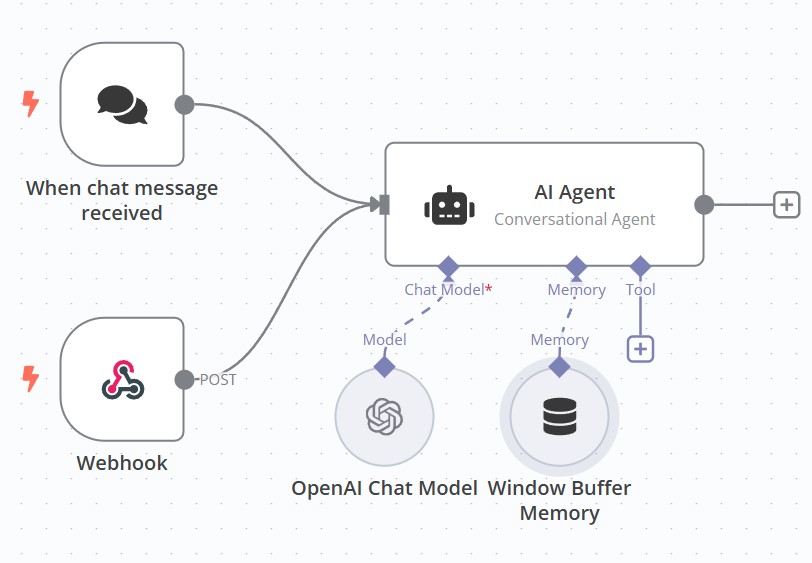 When chat message
received
AI Agent
Conversational Agent
Chat Model*
Memory
Tool
Model
Memory
POST
Webhook
OpenAI Chat Model
Window Buffer
Memory